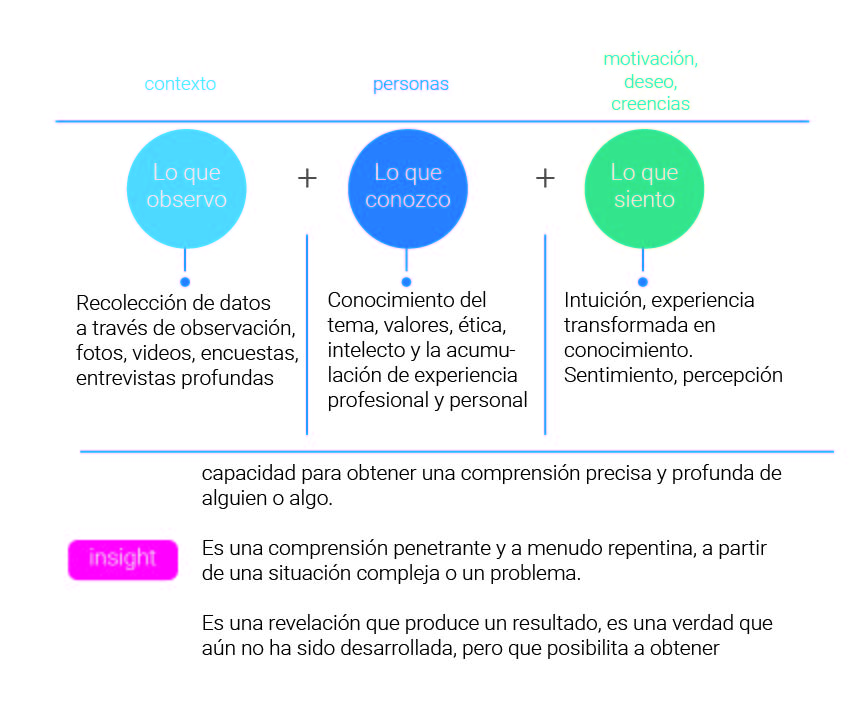 contexto
personas
motivación,
deseo,
creencias
Lo que
observo
+
Lo que
conozco
+
Lo que
siento
Recolección de datos
a través de observación,
fotos, videos, encuestas,
entrevistas profundas
Conocimiento del
tema, valores, ética,
intelecto y la acumu-
lación de experiencia
profesional y personal
Intuición, experiencia
transformada en
conocimiento.
Sentimiento, percepción
capacidad para obtener una comprensión precisa y profunda de
alguien o algo.
insight
Es una comprensión penetrante y a menudo repentina, a partir
de una situación compleja o un problema.
Es una revelación que produce un resultado, es una verdad que
aún no ha sido desarrollada, pero que posibilita a obtener